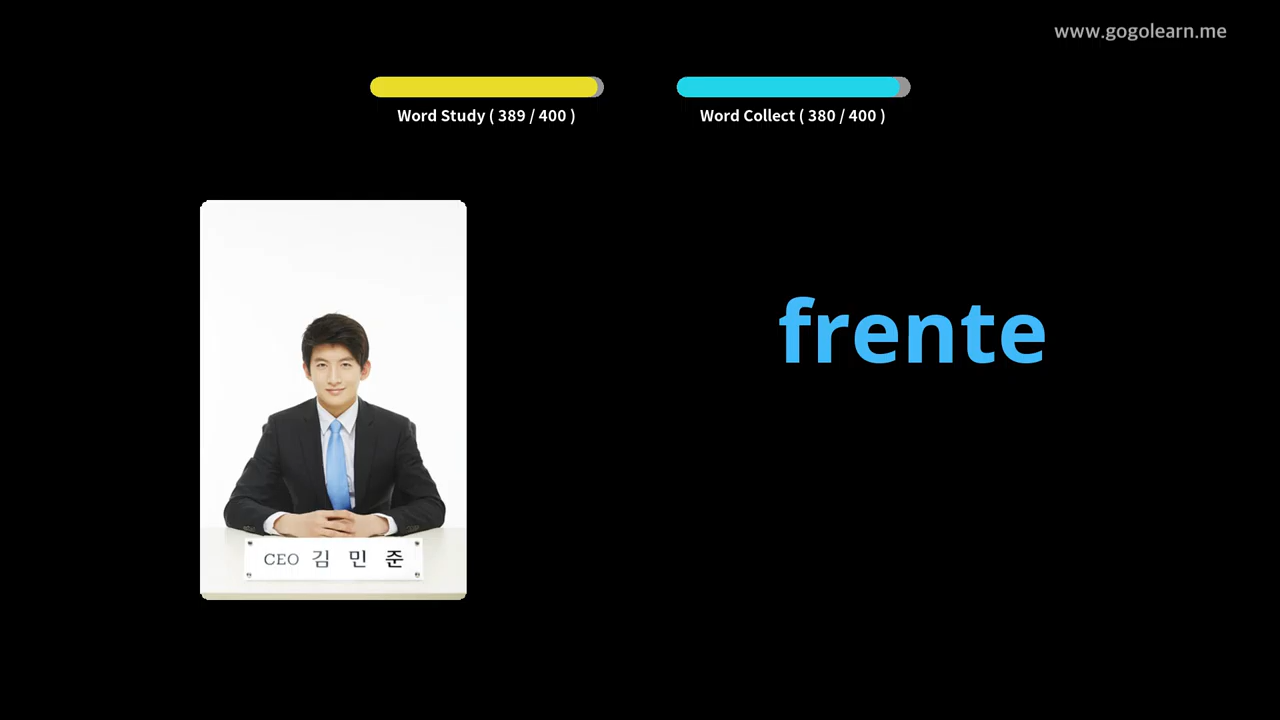 www.gogolearn.me
Word Study ( 389 / 400 )
Word Collect ( 380 / 400 )
frente
CEO 김 민 준